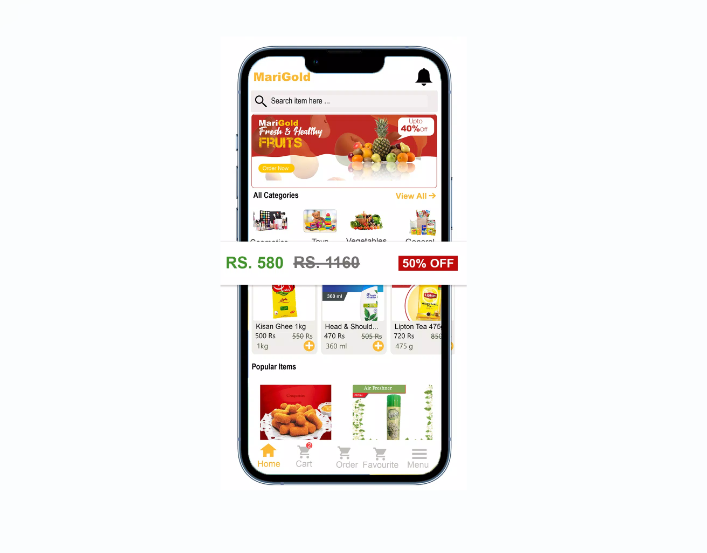 MariGold
Search item here ...
MariGold
Fresh & Healthy
FRUITS
Order Now
Upto
40% Off
All Categories
View All →
Toys
Vegetables
General
RS. 580 RS. 1160
50% OFF
300 ml
Kisan Ghee 1kg
500 Rs 550 Rs
1kg
Head & Should...
470 Rs 505 Rs
360 ml
Lipton Tea 475
720 Rs 850
475 g
Popular Items
Air Freshner
Home
Cart
Order
Favourite
Menu